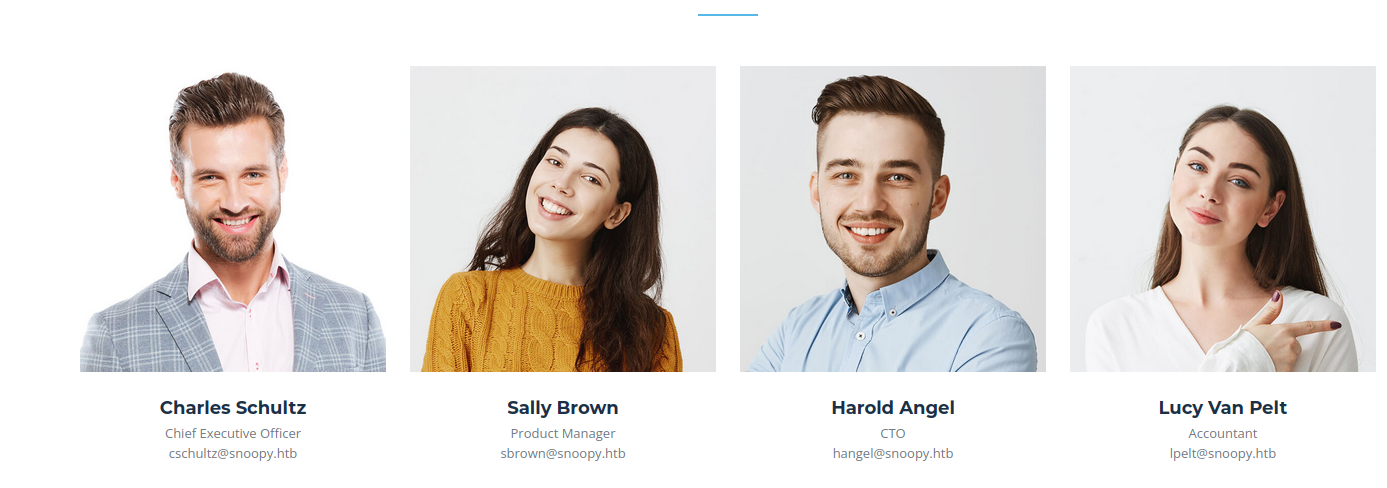 Charles Schultz
Chief Executive Officer
cschultz@snoopy.htb
Sally Brown
Product Manager
sbrown@snoopy.htb
Harold Angel
CTO
hangel@snoopy.htb
Lucy Van Pelt
Accountant
lpelt@snoopy.htb